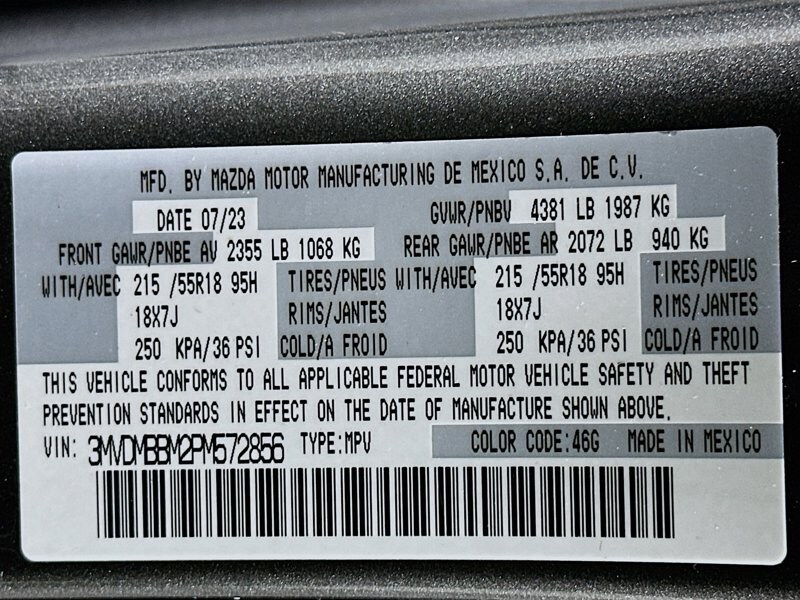 MFD. BY MAZDA MOTOR MANUFACTURING DE MEXICO S.A. DE C.V.
DATE 07/23 GVWR/PNBV 4381 LB 1987 KG
FRONT GAWR/PNBE AV 2355 LB 1068 KG REAR GAWR/PNBE AR 2072 LB 940 KG
WITH/AVEC 215 /55R18 95H TIRES/PNEUS WITH/AVEC 215 /55R18 95H TIRES/PNEUS
18X7J RIMS/JANTES 18X7J RIMS/JANTES
250 KPA/36 PSI COLD/A FROID 250 KPA/36 PSI COLD/A FROID
THIS VEHICLE CONFORMS TO ALL APPLICABLE FEDERAL MOTOR VEHICLE SAFETY AND THEFT
PREVENTION STANDARDS IN EFFECT ON THE DATE OF MANUFACTURE SHOWN ABOVE.
VIN: 3MVDMBBM2PM572856 TYPE:MPV COLOR CODE:46G MADE IN MEXICO